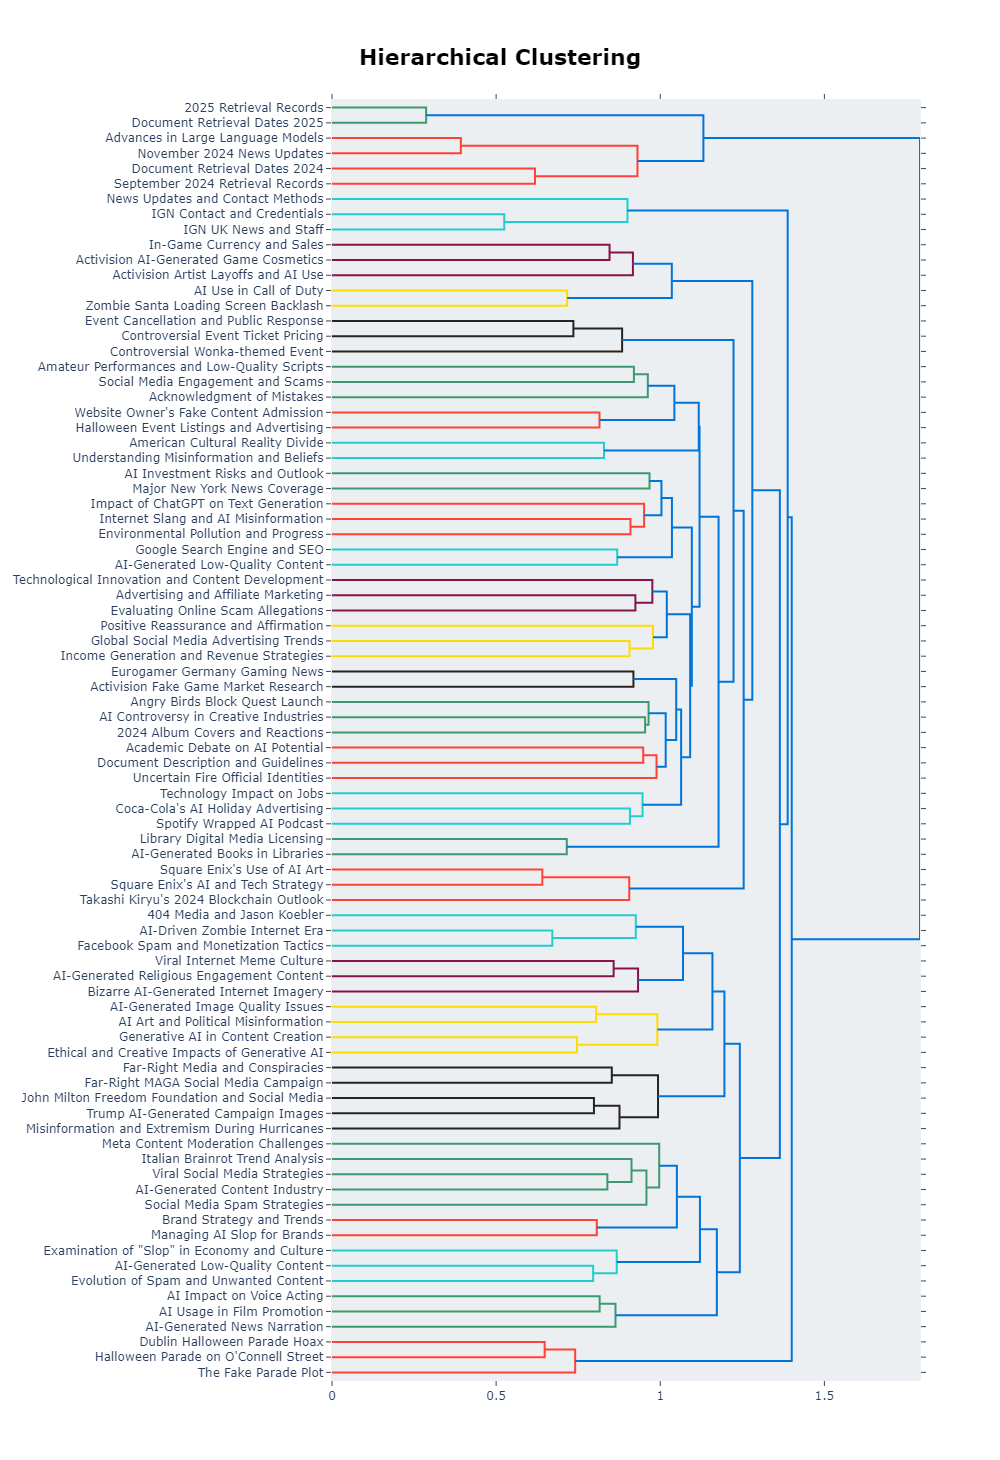 Hierarchical Clustering
2025 Retrieval Records
Document Retrieval Dates 2025
Advances in Large Language Models
November 2024 News Updates
Document Retrieval Dates 2024
September 2024 Retrieval Records
News Updates and Contact Methods
IGN Contact and Credentials
IGN UK News and Staff
In-Game Currency and Sales
Activision AI-Generated Game Cosmetics
Activision Artist Layoffs and AI Use
AI Use in Call of Duty
Zombie Santa Loading Screen Backlash
Event Cancellation and Public Response
Controversial Event Ticket Pricing
Controversial Wonka-themed Event
Amateur Performances and Low-Quality Scripts
Social Media Engagement and Scams
Acknowledgment of Mistakes
Website Owner's Fake Content Admission
Halloween Event Listings and Advertising
American Cultural Reality Divide
Understanding Misinformation and Beliefs
AI Investment Risks and Outlook
Major New York News Coverage
Impact of ChatGPT on Text Generation
Internet Slang and AI Misinformation
Environmental Pollution and Progress
Google Search Engine and SEO
AI-Generated Low-Quality Content
Technological Innovation and Content Development
Advertising and Affiliate Marketing
Evaluating Online Scam Allegations
Positive Reassurance and Affirmation
Global Social Media Advertising Trends
Income Generation and Revenue Strategies
Eurogamer Germany Gaming News
Activision Fake Game Market Research
Angry Birds Block Quest Launch
AI Controversy in Creative Industries
2024 Album Covers and Reactions
Academic Debate on AI Potential
Document Description and Guidelines
Uncertain Fire Official Identities
Technology Impact on Jobs
Coca-Cola's AI Holiday Advertising
Spotify Wrapped AI Podcast
Library Digital Media Licensing
AI-Generated Books in Libraries
Square Enix's Use of AI Art
Square Enix's AI and Tech Strategy
Takashi Kiryu's 2024 Blockchain Outlook
404 Media and Jason Koebler
AI-Driven Zombie Internet Era
Facebook Spam and Monetization Tactics
Viral Internet Meme Culture
AI-Generated Religious Engagement Content
Bizarre AI-Generated Internet Imagery
AI-Generated Image Quality Issues
AI Art and Political Misinformation
Generative AI in Content Creation
Ethical and Creative Impacts of Generative AI
Far-Right Media and Conspiracies
Far-Right MAGA Social Media Campaign
John Milton Freedom Foundation and Social Media
Trump AI-Generated Campaign Images
Misinformation and Extremism During Hurricanes
Meta Content Moderation Challenges
Italian Brainrot Trend Analysis
Viral Social Media Strategies
AI-Generated Content Industry
Social Media Spam Strategies
Brand Strategy and Trends
Managing AI Slop for Brands
Examination of "Slop" in Economy and Culture
AI-Generated Low-Quality Content
Evolution of Spam and Unwanted Content
AI Impact on Voice Acting
AI Usage in Film Promotion
AI-Generated News Narration
Dublin Halloween Parade Hoax
Halloween Parade on O'Connell Street
The Fake Parade Plot
0 0.5 1 1.5